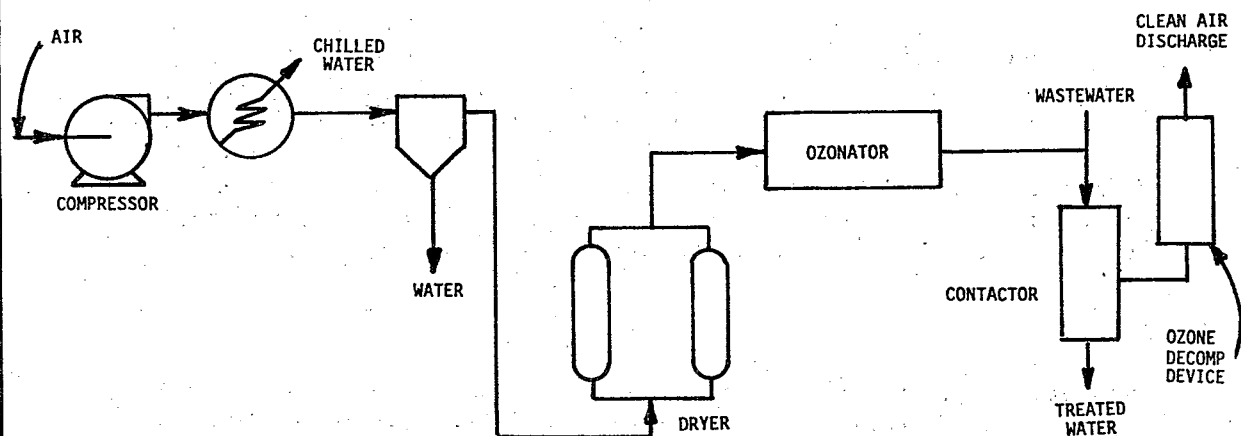 AIR
COMPRESSOR
CHILLED
WATER
WATER
DRYER
OZONATOR
WASTEWATER
CONTACTOR
TREATED
WATER
CLEAN AIR
DISCHARGE
OZONE
DECOMP
DEVICE